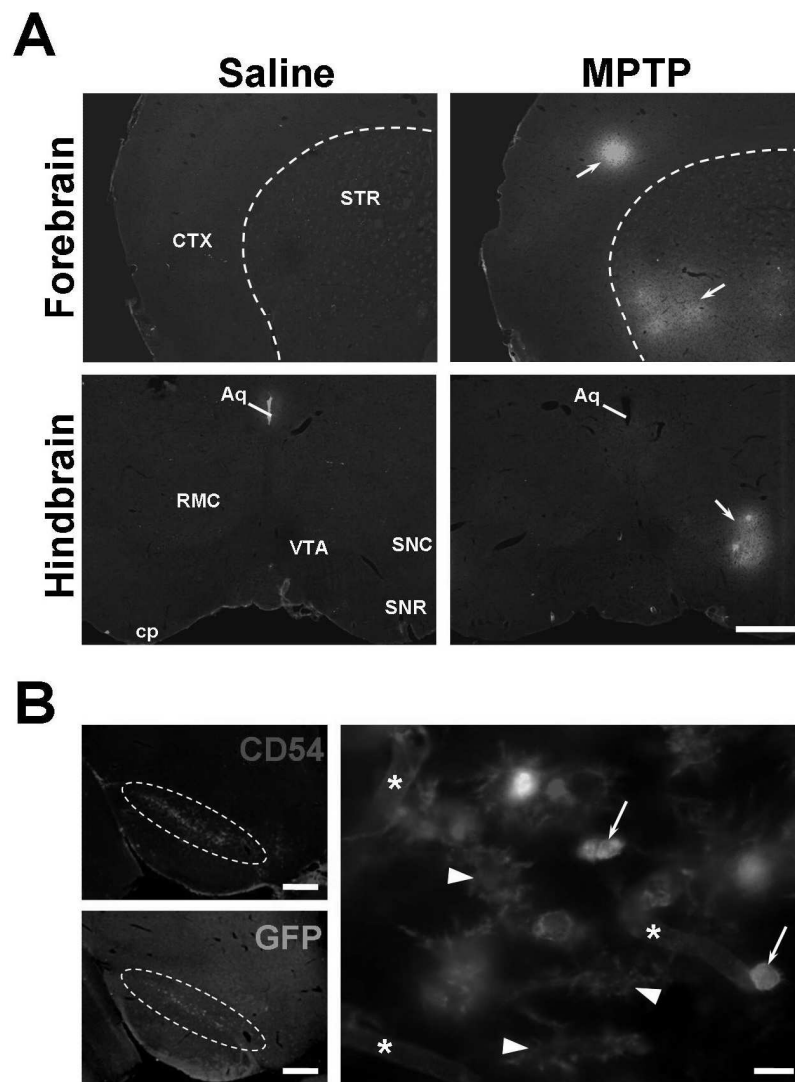 A
Saline MPTP
Forebrain
STR
CTX
Hindbrain
Aq Aq
RMC
VTA SNC
SNR
cp
B
CD54
*
*
GFP
*